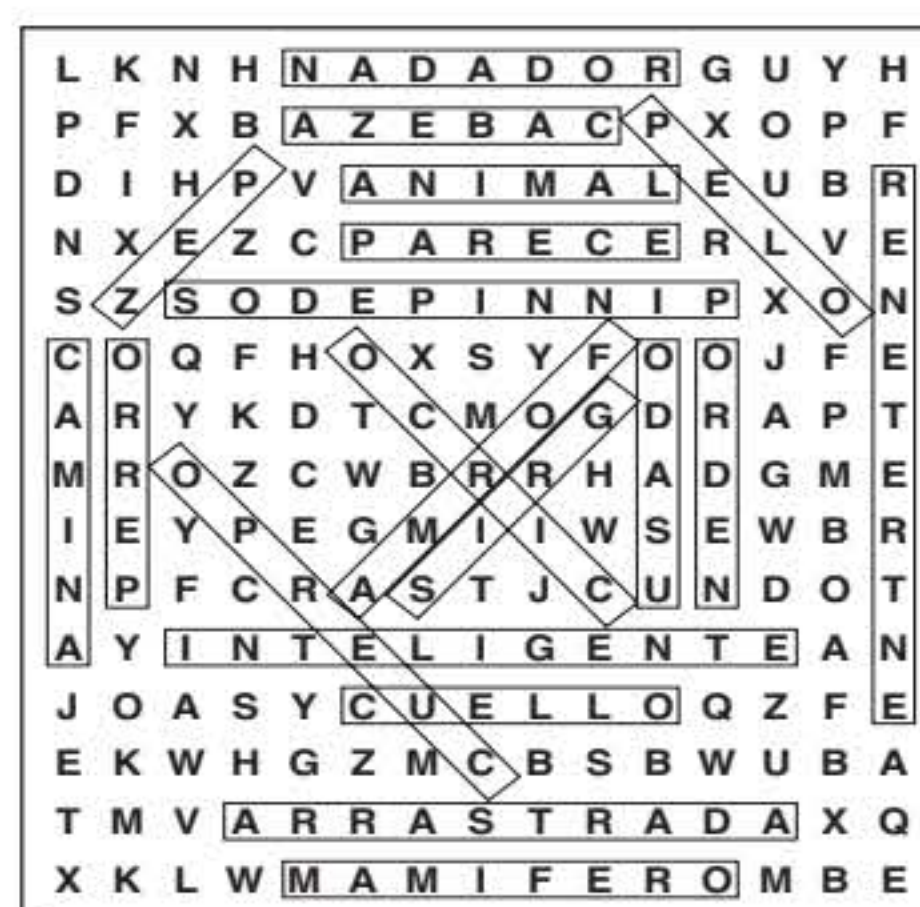 L K N H N A D A D O R G U Y H
P F X B A Z E B A C P X O P F
D I H P V A N I M A L E U B R
N X E Z C P A R E C E R L V E
S Z S O D E P I N N I P X O N
C O Q F H O X S Y F O O J F E
A R Y K D T C M O G D R A P T
M R O Z C W B R R H A D G M E
I E Y P E G M I I W S E W B R
N P F C R A S T J C U N D O T
A Y I N T E L I G E N T E A N
J O A S Y C U E L L O Q Z F E
E K W H G Z M C B S B W U B A
T M V A R R A S T R A D A X Q
X K L W M A M I F E R O M B E